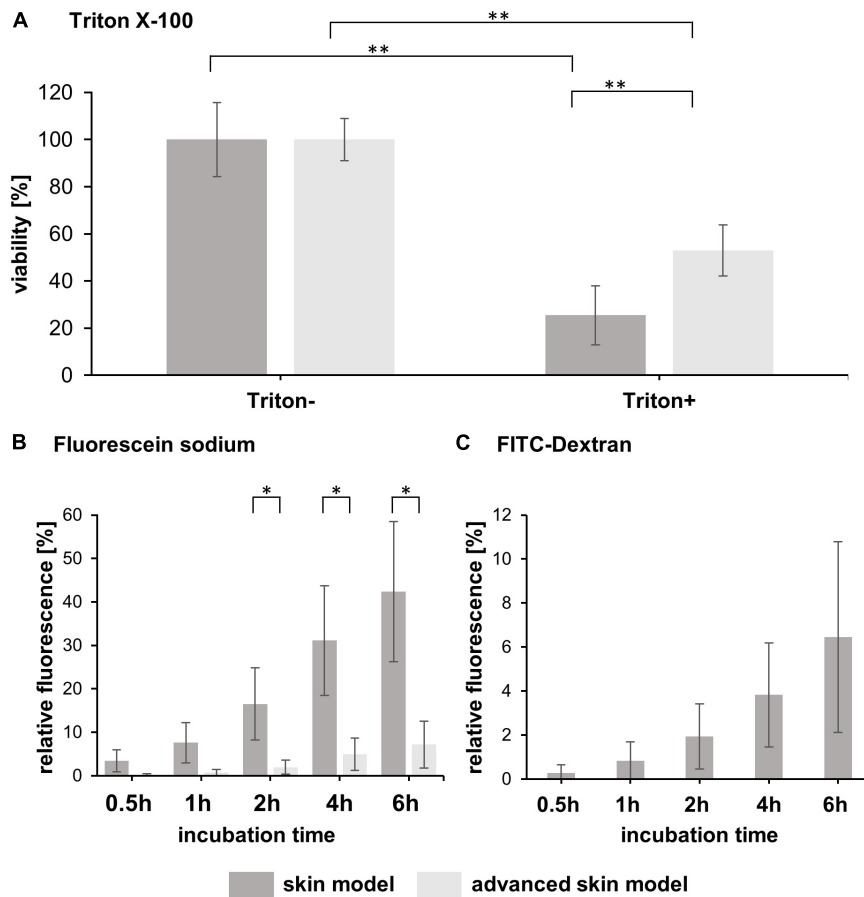 A Triton X-100
**
**
**
120
100
80
60
40
20
0
viability [%]
Triton- Triton+
B Fluorescein sodium
* * *
60
50
40
30
20
10
0
relative fluorescence [%]
0.5h 1h 2h 4h 6h
incubation time
C FITC-Dextran
12
10
8
6
4
2
0
relative fluorescence [%]
0.5h 1h 2h 4h 6h
incubation time
skin model advanced skin model